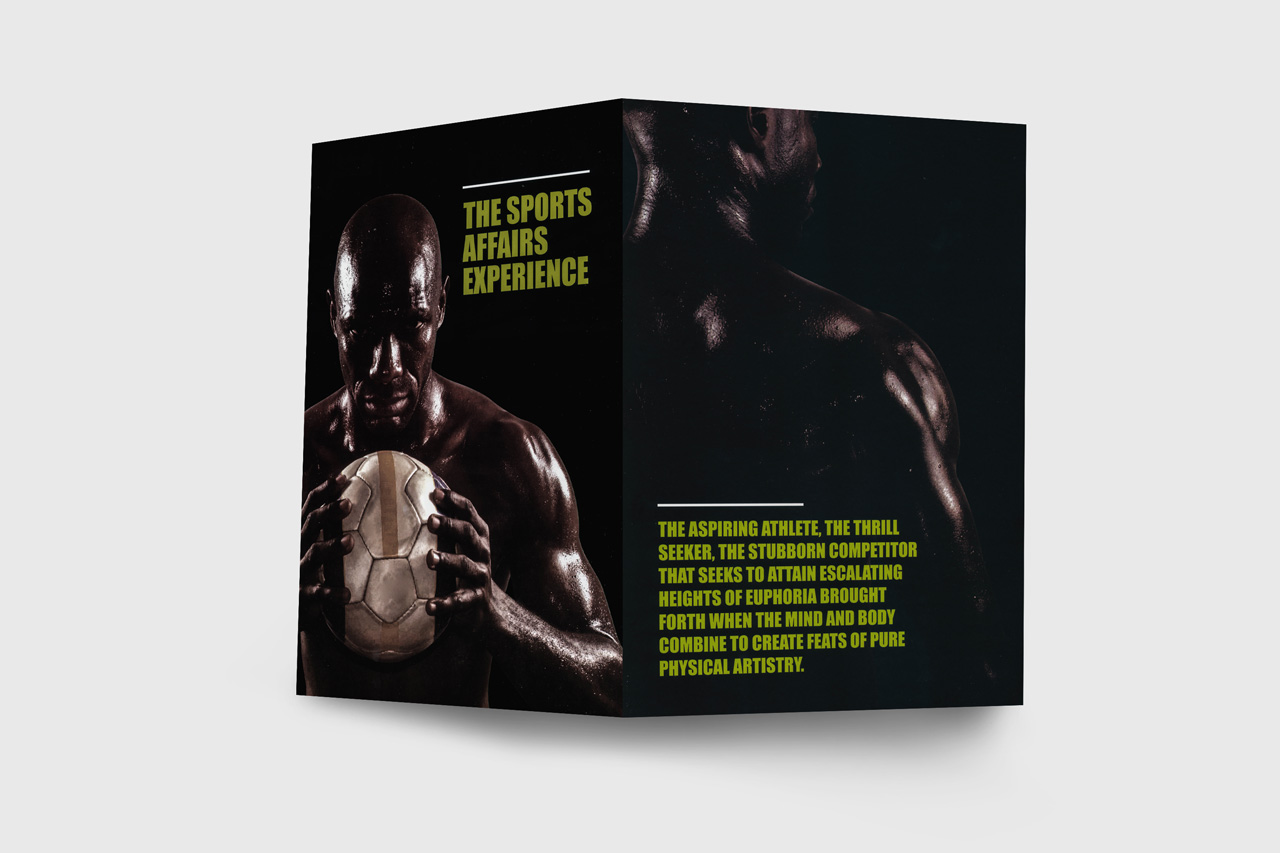 THE SPORTS
AFFAIRS
EXPERIENCE
THE ASPIRING ATHLETE, THE THRILL
SEEKER, THE STUBBORN COMPETITOR
THAT SEEKS TO ATTAIN ESCALATING
HEIGHTS OF EUPHORIA BROUGHT
FORTH WHEN THE MIND AND BODY
COMBINE TO CREATE FEATS OF PURE
PHYSICAL ARTISTRY.